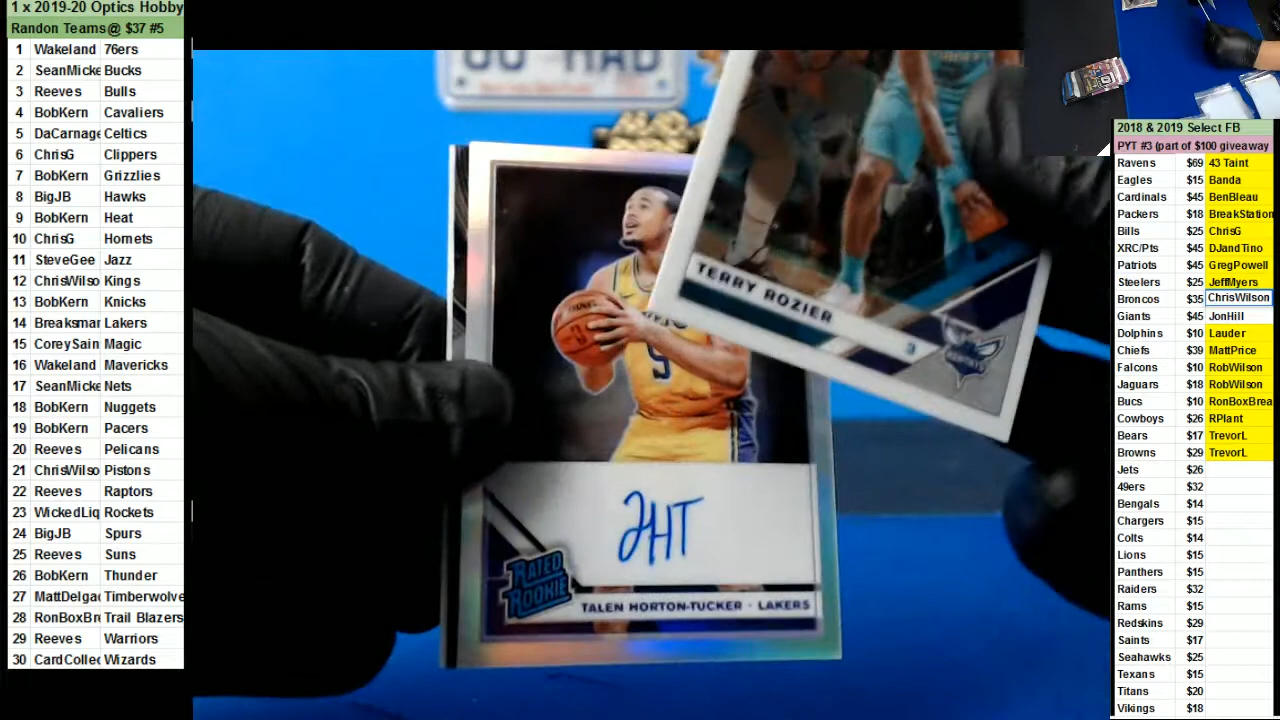 1 x 2019-20 Optics Hobby
Randon Teams@ $37 #5
1 Wakeland 76ers
2 SeanMicke Bucks
3 Reeves Bulls
4 BobKern Cavaliers
5 DaCarnage Celtics
6 ChrisG Clippers
7 BobKern Grizzlies
8 BigJB Hawks
9 BobKern Heat
10 ChrisG Hornets
11 SteveGee Jazz
12 ChrisWilso Kings
13 BobKern Knicks
14 Breaksmar Lakers
15 CoreySain Magic
16 Wakeland Mavericks
17 SeanMicke Nets
18 BobKern Nuggets
19 BobKern Pacers
20 Reeves Pelicans
21 ChrisWilso Pistons
22 Reeves Raptors
23 WickedLiq Rockets
24 BigJB Spurs
25 Reeves Suns
26 BobKern Thunder
27 MattDelga Timberwolve
28 RonBoxBr Trail Blazers
29 Reeves Warriors
30 CardCollec Wizards
TERRY ROZIER
3
5
JHT
RATED
ROOKIE
TALEN HORTON-TUCKER · LAKERS
2018 & 2019 Select FB
PYT #3 (part of $100 giveaway
Ravens $69 43 Taint
Eagles $15 Banda
Cardinals $45 BenBleau
Packers $18 BreakStation
Bills $25 ChrisG
XRC/Pts $45 DJandTino
Patriots $45 GregPowell
Steelers $25 JeffMyers
Broncos $35 ChrisWilson
Giants $45 JonHill
Dolphins $10 Lauder
Chiefs $39 MattPrice
Falcons $10 RobWilson
Jaguars $18 RobWilson
Bucs $10 RonBoxBrea
Cowboys $26 RPlant
Bears $17 TrevorL
Browns $29 TrevorL
Jets $26
49ers $32
Bengals $14
Chargers $15
Colts $14
Lions $15
Panthers $15
Raiders $32
Rams $15
Redskins $29
Saints $17
Seahawks $25
Texans $15
Titans $20
Vikings $18